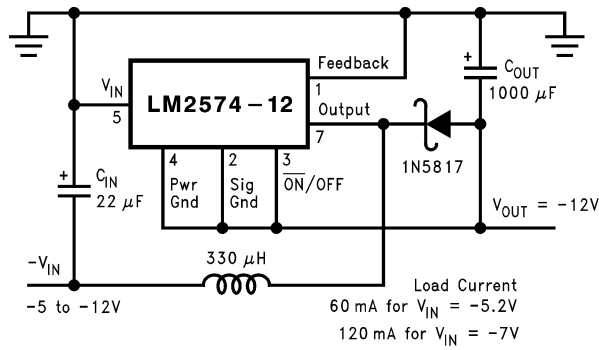 Feedback
1
+
C_OUT
1000 μF
V_IN
5
LM2574-12
Output
7
1N5817
4
2
3
Pwr
Gnd
Sig
Gnd
O̅N̅/OFF
+
C_IN
22 μF
V_OUT = -12V
330 μH
-V_IN
-5 to -12V
Load Current
60 mA for V_IN = -5.2V
120 mA for V_IN = -7V